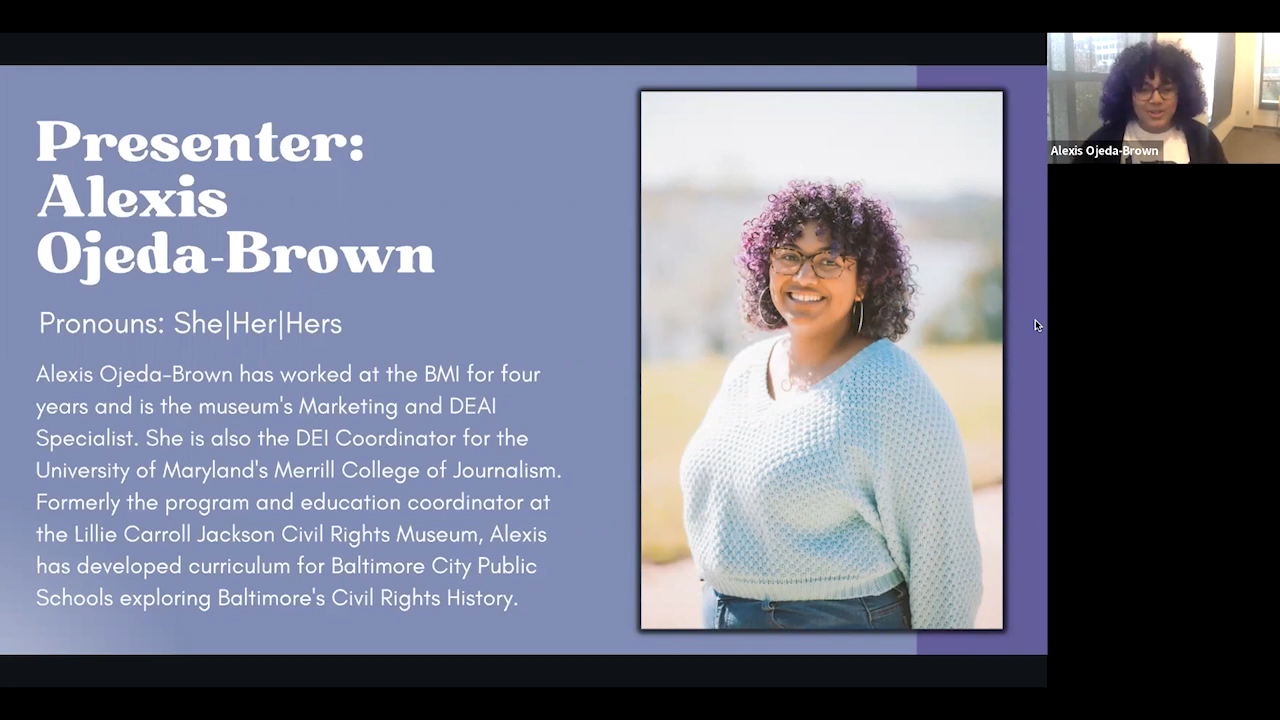 Presenter:
Alexis
Ojeda-Brown
Pronouns: She|Her|Hers
Alexis Ojeda-Brown has worked at the BMI for four
years and is the museum's Marketing and DEAI
Specialist. She is also the DEI Coordinator for the
University of Maryland's Merrill College of Journalism.
Formerly the program and education coordinator at
the Lillie Carroll Jackson Civil Rights Museum, Alexis
has developed curriculum for Baltimore City Public
Schools exploring Baltimore's Civil Rights History.
Alexis Ojeda-Brown